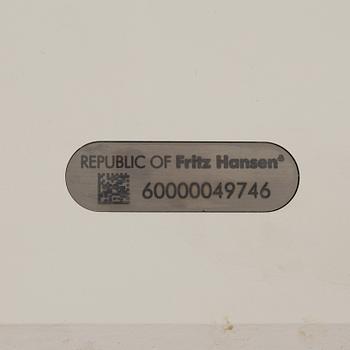 REPUBLIC OF Fritz Hansen®
60000049746